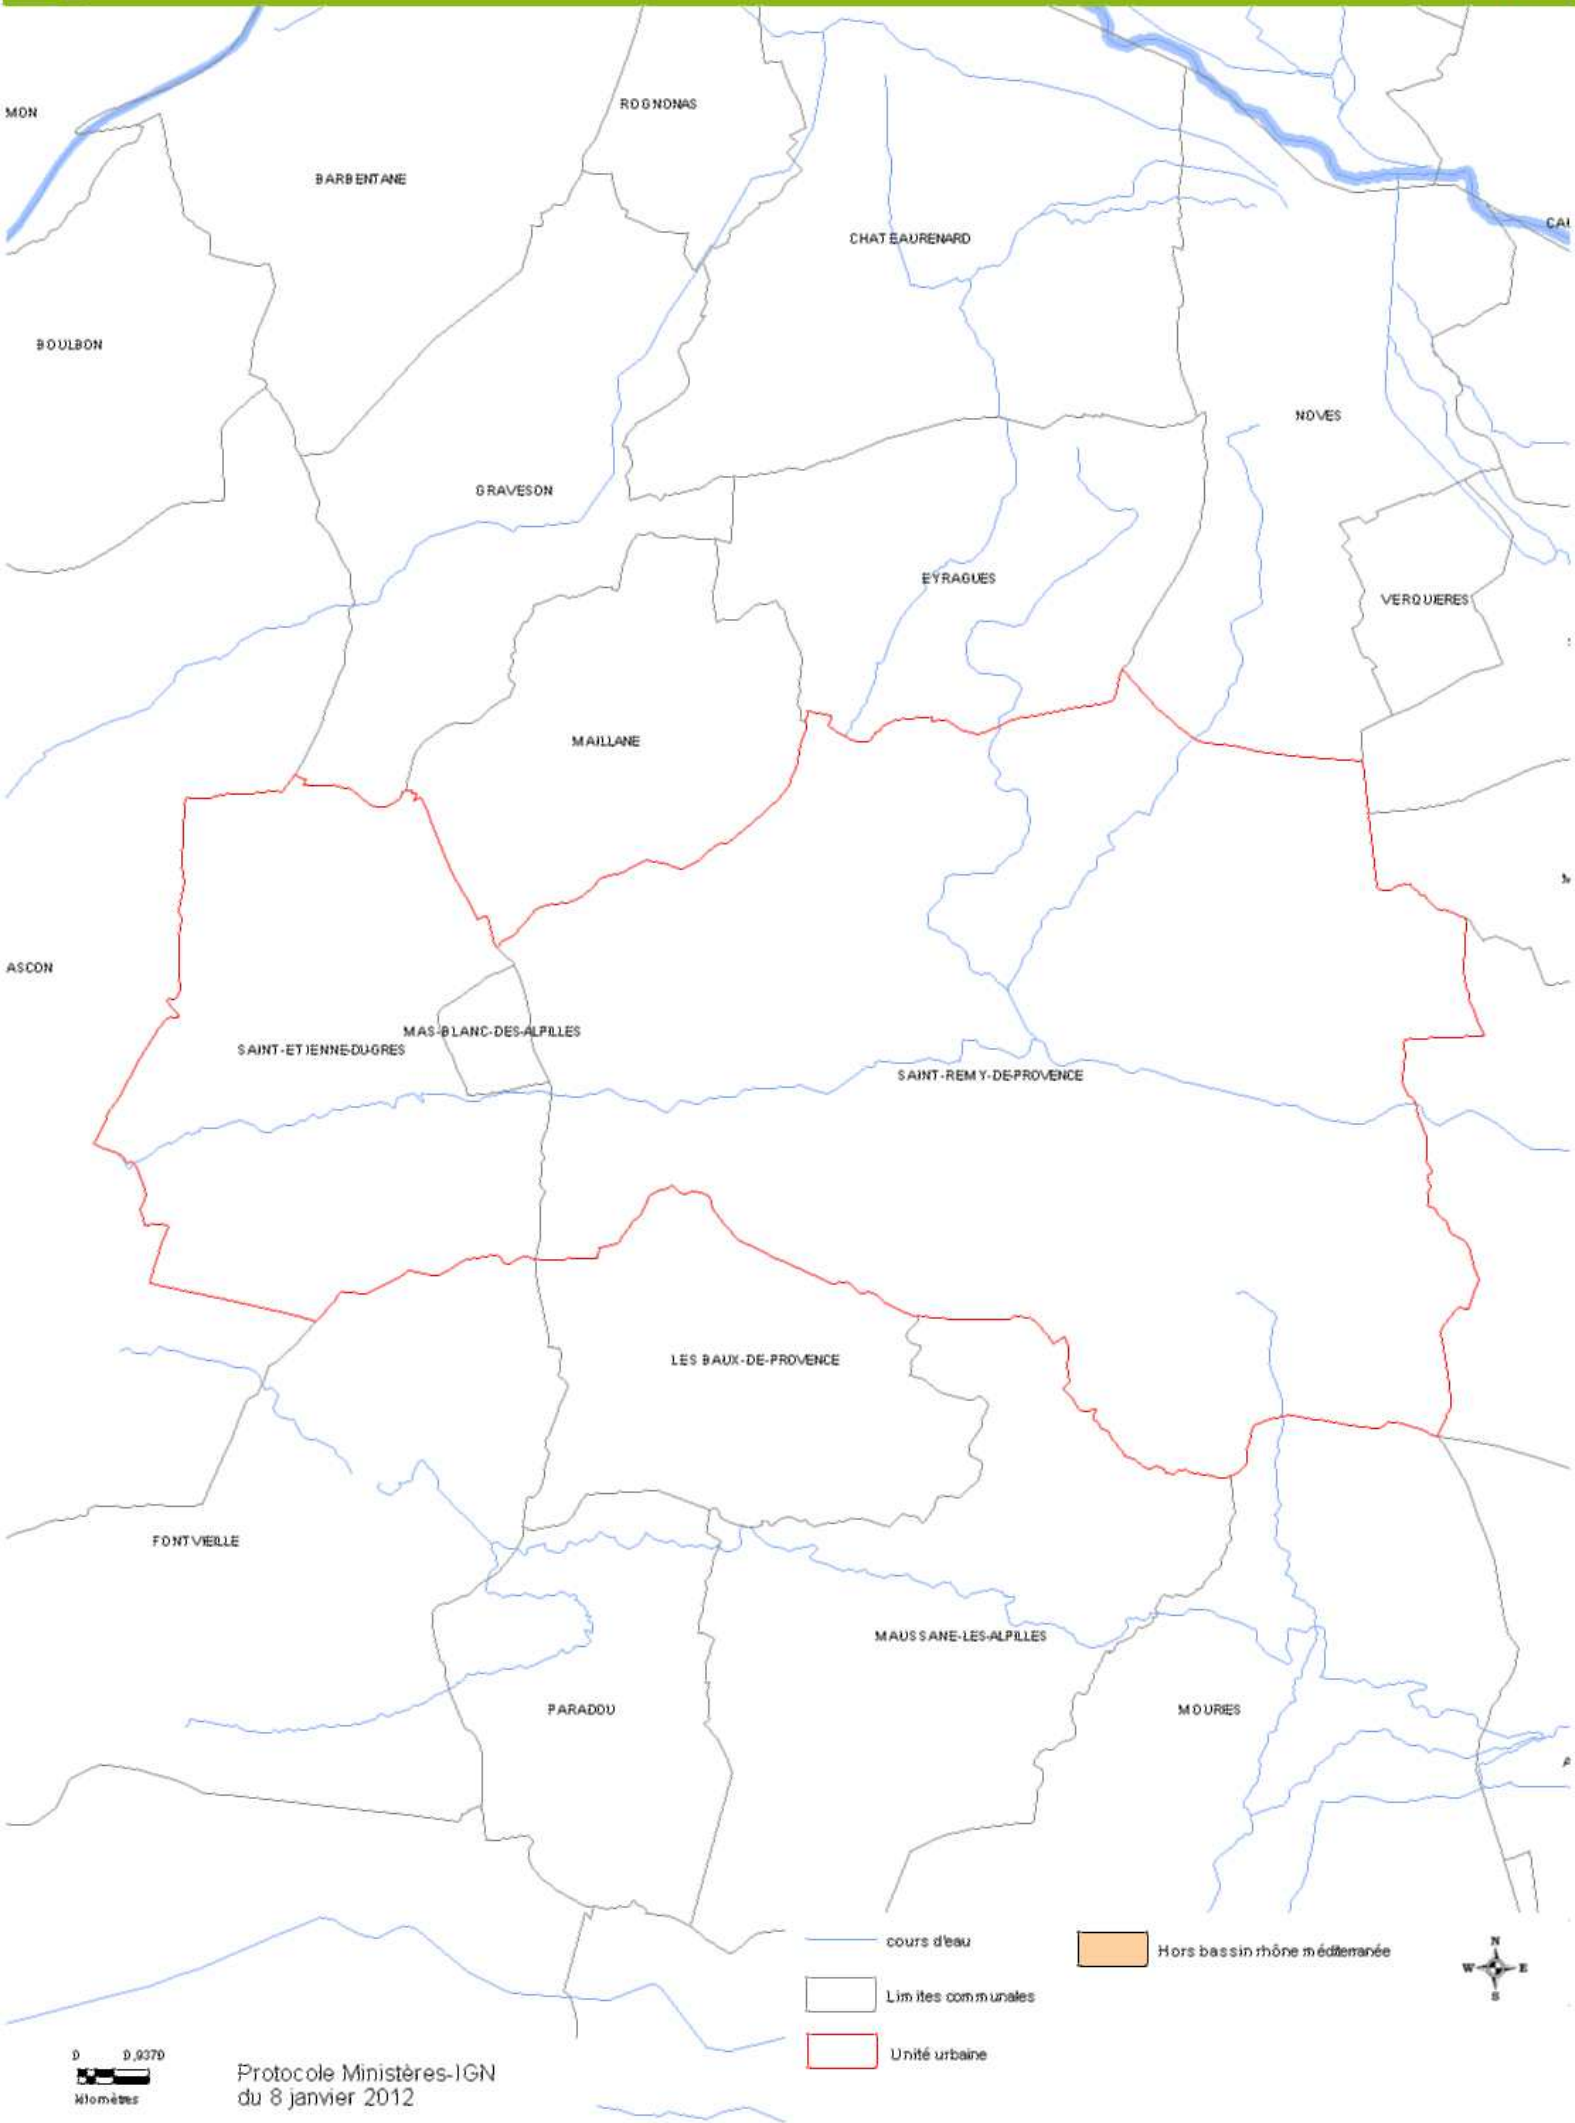 ROGNONAS
MON
BARBENTANE
CAI
CHATEAURENARD
BOULBON
NOVES
GRAVESON
EYRAGUES
VERQUIERES
MAILLANE
ASCON
MAS-BLANC-DES-ALPILLES
SAINT-ETIENNE-DU-GRES
SAINT-REMY-DE-PROVENCE
LES BAUX-DE-PROVENCE
FONTVIEILLE
MAUSSANE-LES-ALPILLES
PARADOU
MOURIES
cours d'eau
Hors bassin rhône méditerranée
N
W E
S
Limites communales
Unité urbaine
0 0,9370
kilomètres
Protocole Ministères-IGN
du 8 janvier 2012